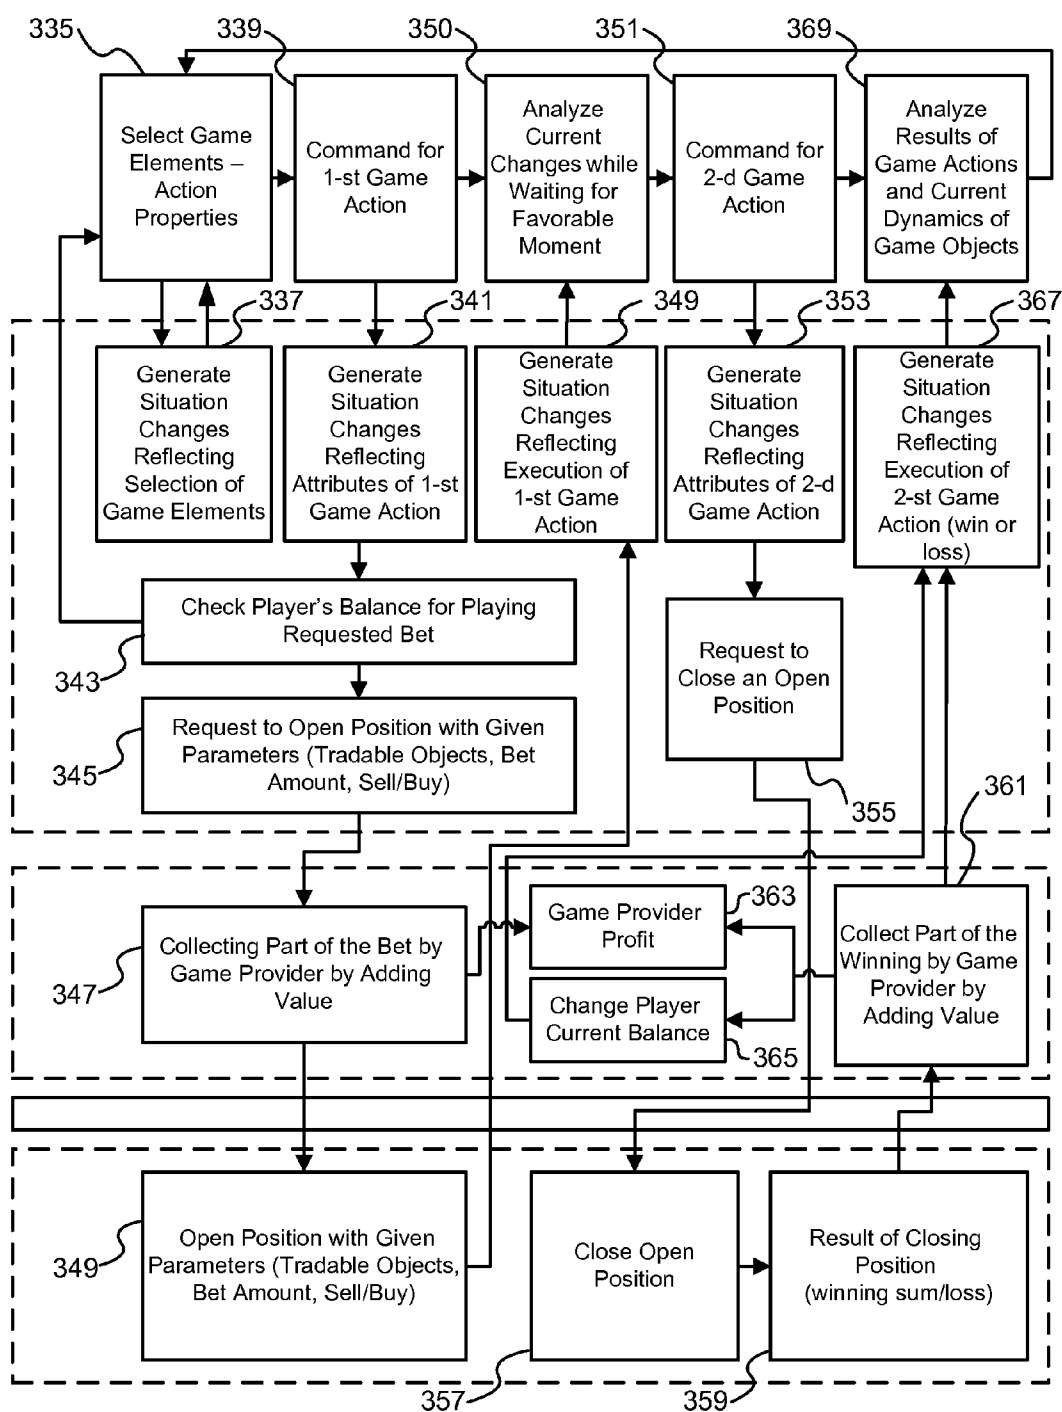 335
339
350
351
369
Select Game
Elements –
Action
Properties
Command for
1-st Game
Action
Analyze
Current
Changes while
Waiting for
Favorable
Moment
Command for
2-d Game
Action
Analyze
Results of
Game Actions
and Current
Dynamics of
Game Objects
337
341
349
353
367
Generate
Situation
Changes
Reflecting
Selection of
Game Elements
Generate
Situation
Changes
Reflecting
Attributes of 1-st
Game Action
Generate
Situation
Changes
Reflecting
Execution of
1-st Game
Action
Generate
Situation
Changes
Reflecting
Attributes of 2-d
Game Action
Generate
Situation
Changes
Reflecting
Execution of
2-st Game
Action (win or
loss)
Check Player's Balance for Playing
Requested Bet
343
Request to
Close an Open
Position
355
Request to Open Position with Given
Parameters (Tradable Objects, Bet
Amount, Sell/Buy)
345
361
Collecting Part of the Bet by
Game Provider by Adding
Value
347
363
Game Provider
Profit
Change Player
Current Balance
365
Collect Part of the
Winning by Game
Provider by
Adding Value
Open Position with Given
Parameters (Tradable Objects,
Bet Amount, Sell/Buy)
349
Close Open
Position
357
Result of Closing
Position
(winning sum/loss)
359